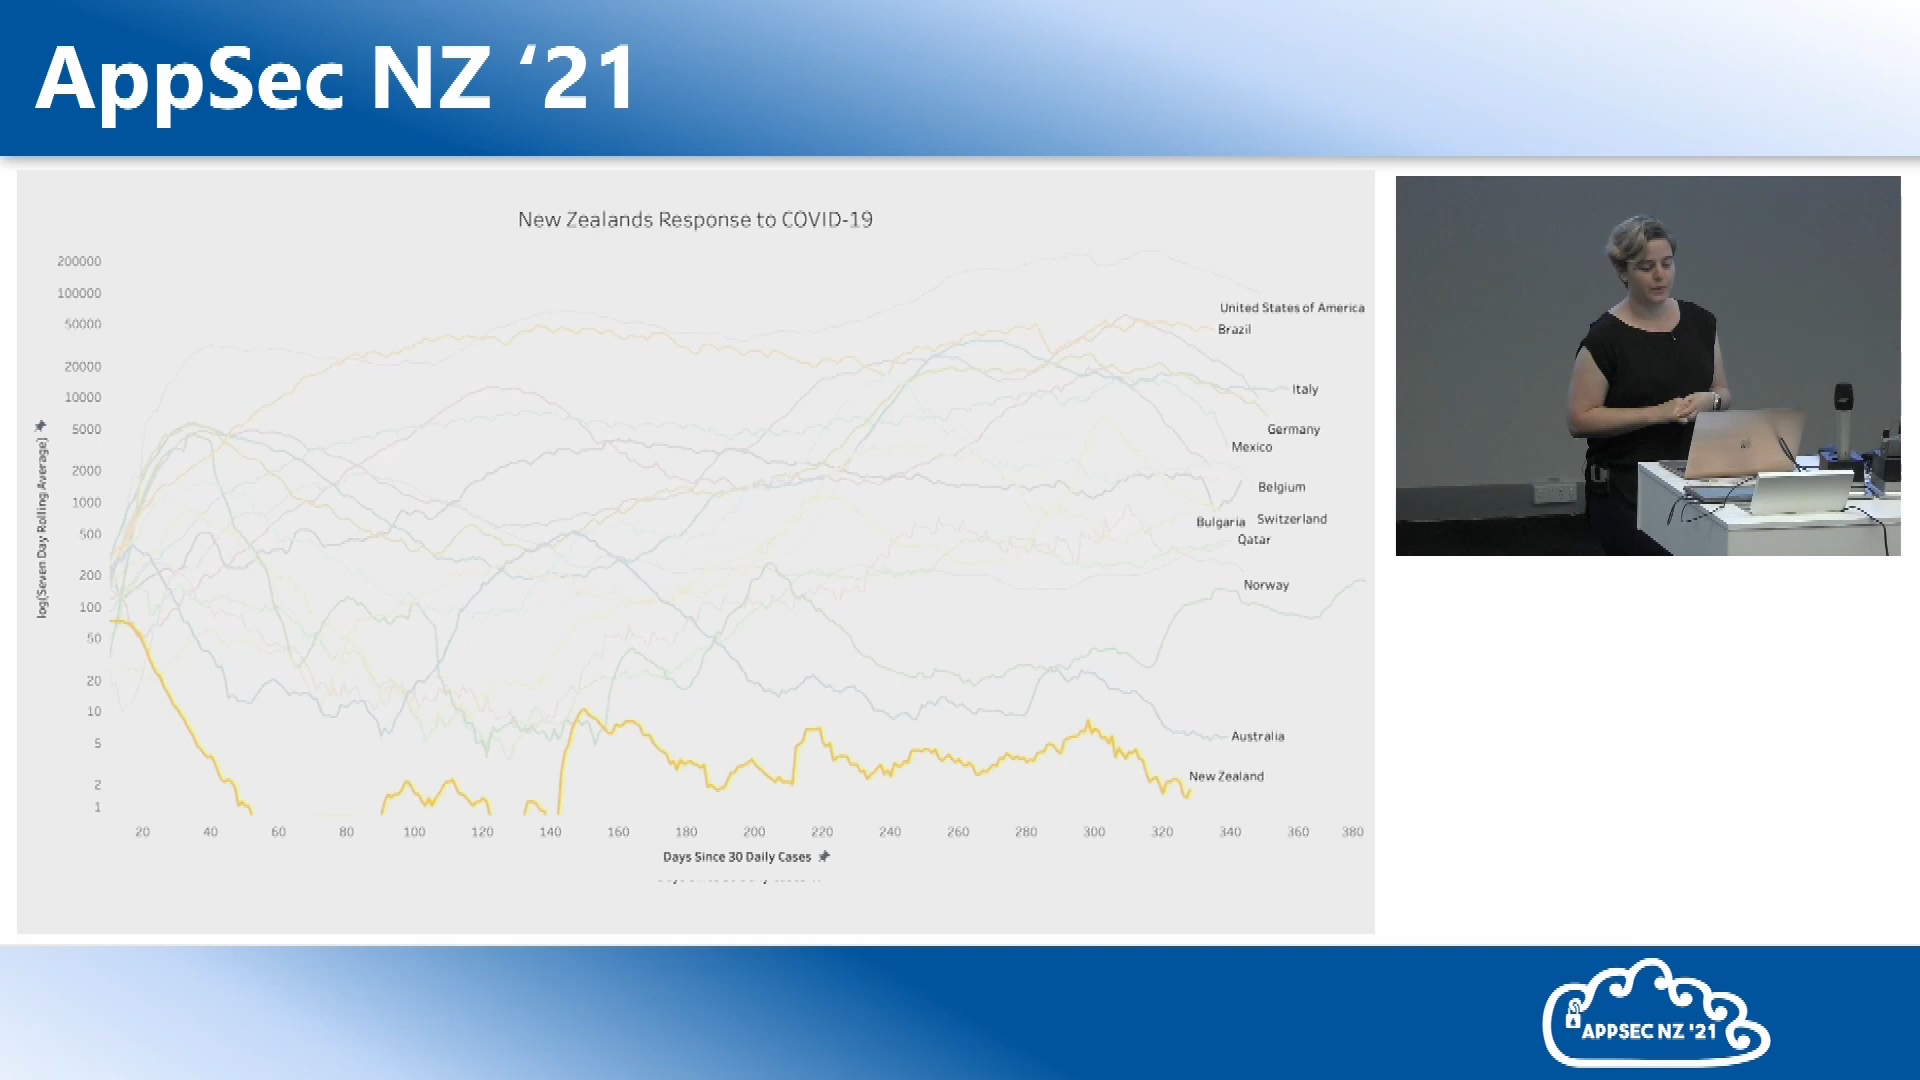 AppSec NZ ‘21
New Zealands Response to COVID-19
200000
100000
50000
20000
10000
5000
2000
1000
500
200
100
50
20
10
5
2
1
log(Seven Day Rolling Average)
United States of America
Brazil
Italy
Germany
Mexico
Belgium
Bulgaria Switzerland
Qatar
Norway
Australia
New Zealand
20 40 60 80 100 120 140 160 180 200 220 240 260 280 300 320 340 360 380
Days Since 30 Daily Cases
APPSEC NZ '21